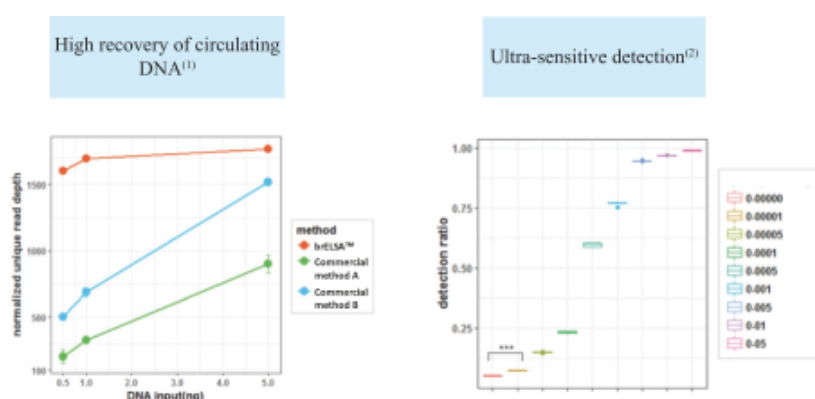 High recovery of circulating
DNA(1)
Ultra-sensitive detection(2)
normalized unique read depth
1500
1000
500
100
0.5
1.0
2.0
3.0
4.0
5.0
DNA input(ng)
method
brELSA™
Commercial
method A
Commercial
method B
detection ratio
1.00
0.75
0.50
0.25
***
0-00000
0-00001
0-00005
0-0001
0-0005
0-001
0-005
0-01
0-05